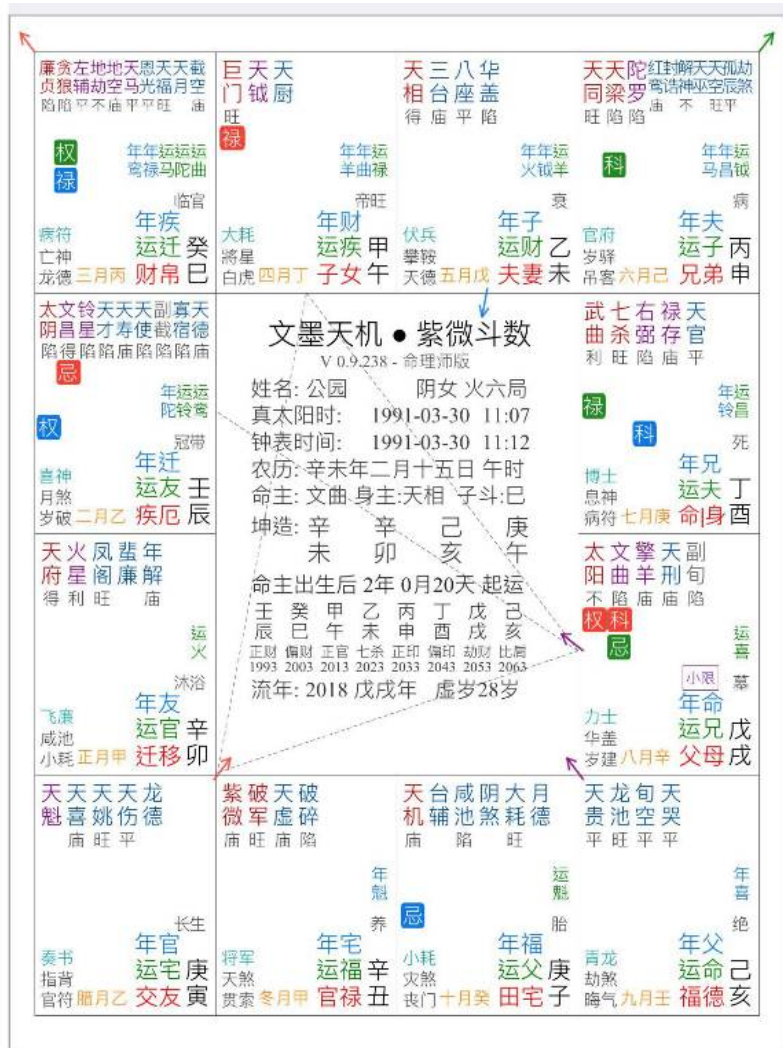 廉贪左地地天恩天天截
贞狼辅劫空马光福月空
陷陷平不庙平平旺 庙
权
禄
年年运运运
鸾禄马陀曲
临官
病符
亡神
龙德
三月丙
年疾
运迁
财帛
癸
巳
巨天天
门钺厨
旺
禄
年年运
羊曲禄
帝旺
大耗
将星
白虎
四月丁
年财
运疾
子女
甲
午
天三八华
相台座盖
得庙平陷
年年运
火钺羊
衰
伏兵
攀鞍
天德
五月戊
年子
运财
夫妻
乙
未
天天陀红封解天天孤劫
同梁罗鸾诰神巫空辰煞
旺陷陷庙 不 旺平
科
年年运
马昌钺
病
官府
岁驿
吊客
六月己
年夫
运子
兄弟
丙
申
太文铃天天天副寡天
阴昌星才寿使截宿德
陷得陷陷庙陷陷陷庙
忌
权
年运运
陀铃鸾
冠带
喜神
月煞
岁破
二月乙
年迁
运友
疾厄
壬
辰
文墨天机 ● 紫微斗数
V 0.9.238 - 命理师版
姓名: 公园 阴女 火六局
真太阳时: 1991-03-30 11:07
钟表时间: 1991-03-30 11:12
农历: 辛未年二月十五日 午时
命主: 文曲 身主:天相 子斗:巳
坤造: 辛 辛 己 庚
未 卯 亥 午
命主出生后 2年 0月20天 起运
壬 癸 甲 乙 丙 丁 戊 己
辰 巳 午 未 申 酉 戌 亥
正财 偏财 正官 七杀 正印 偏印 劫财 比肩
1993 2003 2013 2023 2033 2043 2053 2063
流年: 2018 戊戌年 虚岁28岁
武七右禄天
曲杀弼存官
利旺陷庙平
禄
科
年运
铃昌
死
博士
息神
病符
七月庚
年兄
运夫
命|身
丁
酉
天火凤蜚年
府星阁廉解
得利旺 庙
运
火
沐浴
飞廉
咸池
小耗
正月甲
年友
运官
迁移
辛
卯
太文擎天副
阳曲羊刑旬
不陷庙庙陷
权科
忌
运
喜
小限
墓
力士
华盖
岁建
八月辛
年命
运兄
父母
戊
戌
天天天天龙
魁喜姚伤德
庙旺平
长生
奏书
指背
官符
腊月乙
年官
运宅
交友
庚
寅
紫破天破
微军虚碎
庙旺庙陷
年
魁
养
将军
天煞
贯索
冬月甲
年宅
运福
官禄
辛
丑
天台咸阴大月
机辅池煞耗德
庙 陷 旺
忌
运
魁
胎
小耗
灾煞
丧门
十月癸
年福
运父
田宅
庚
子
天龙旬天
贵池空哭
平旺平平
年
喜
绝
青龙
劫煞
晦气
九月壬
年父
运命
福德
己
亥